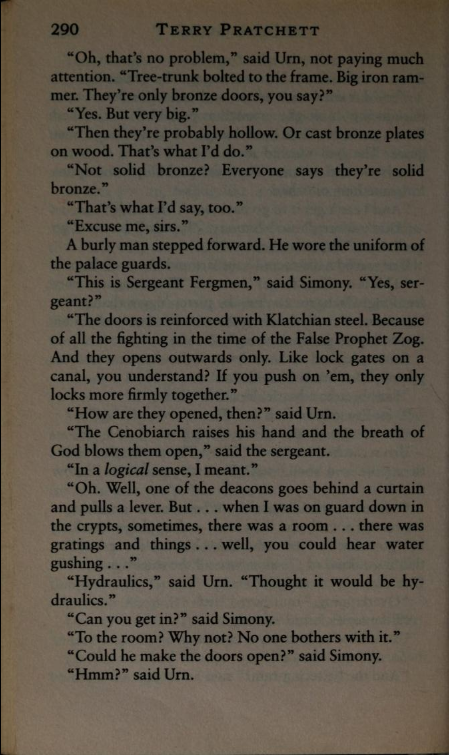 290 TERRY PRATCHETT
“Oh, that’s no problem,” said Urn, not paying much
attention. “Tree-trunk bolted to the frame. Big iron ram-
mer. They’re only bronze doors, you say?”
“Yes. But very big.”
“Then they’re probably hollow. Or cast bronze plates
on wood. That’s what I’d do.”
“Not solid bronze? Everyone says they’re solid
bronze.”
“That’s what I’d say, too.”
“Excuse me, sirs.”
A burly man stepped forward. He wore the uniform of
the palace guards.
“This is Sergeant Fergmen,” said Simony. “Yes, ser-
geant?”
“The doors is reinforced with Klatchian steel. Because
of all the fighting in the time of the False Prophet Zog.
And they opens outwards only. Like lock gates on a
canal, you understand? If you push on ’em, they only
locks more firmly together.”
“How are they opened, then?” said Urn.
“The Cenobiarch raises his hand and the breath of
God blows them open,” said the sergeant.
“In a logical sense, I meant.”
“Oh. Well, one of the deacons goes behind a curtain
and pulls a lever. But . . . when I was on guard down in
the crypts, sometimes, there was a room . . . there was
gratings and things . . . well, you could hear water
gushing . . .”
“Hydraulics,” said Urn. “Thought it would be hy-
draulics.”
“Can you get in?” said Simony.
“To the room? Why not? No one bothers with it.”
“Could he make the doors open?” said Simony.
“Hmm?” said Urn.